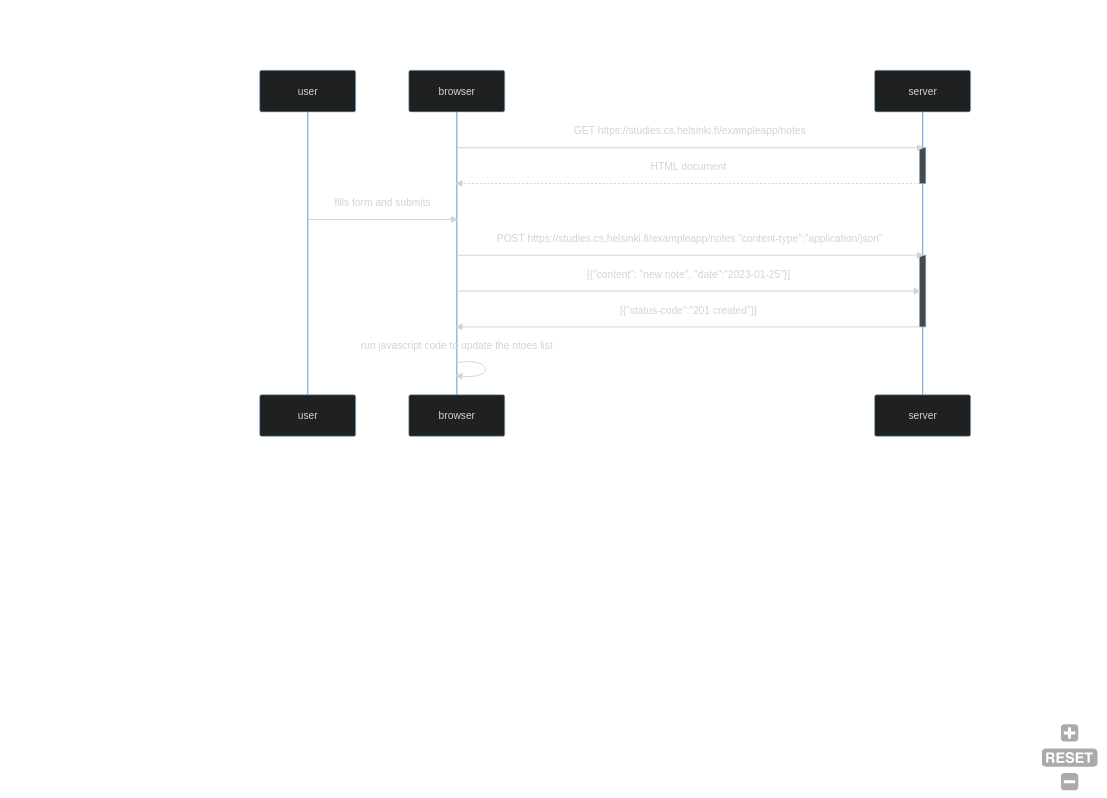 user
browser
server
GET https://studies.cs.helsinki.fi/exampleapp/notes
HTML document
fills form and submits
POST https://studies.cs.helsinki.fi/exampleapp/notes "content-type":"application/json"
[{"content": "new note", "date":"2023-01-25"}]
[{"status-code":"201 created"}]
run javascript code to update the ntoes list
user
browser
server
RESET